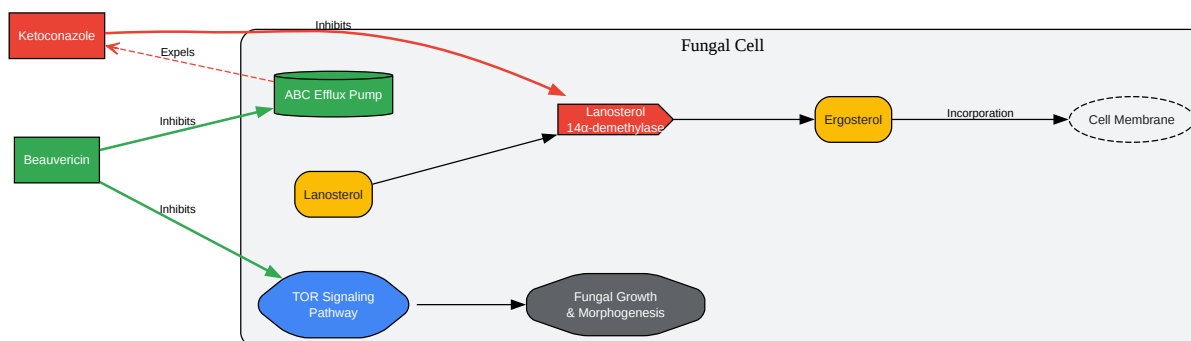 Inhibits
Ketoconazole
Fungal Cell
Expels
ABC Efflux Pump
Lanosterol
14α-demethylase
Ergosterol
Incorporation
Cell Membrane
Inhibits
Beauvericin
Lanosterol
Inhibits
TOR Signaling
Pathway
Fungal Growth
& Morphogenesis